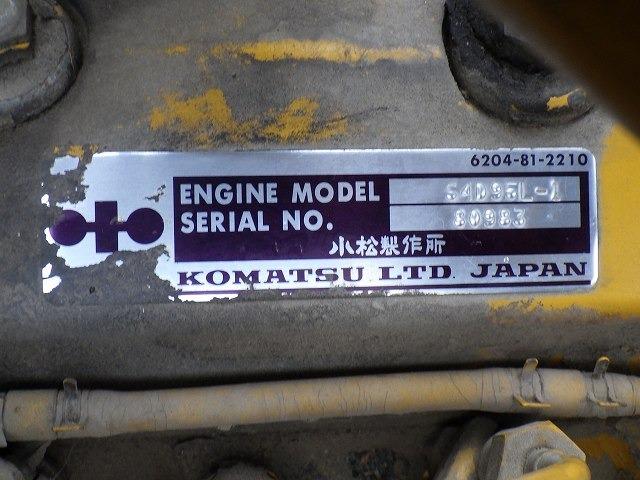 6204-81-2210
ENGINE MODEL S4D95L-1
SERIAL NO. 80983
小松製作所
KOMATSU LTD. JAPAN